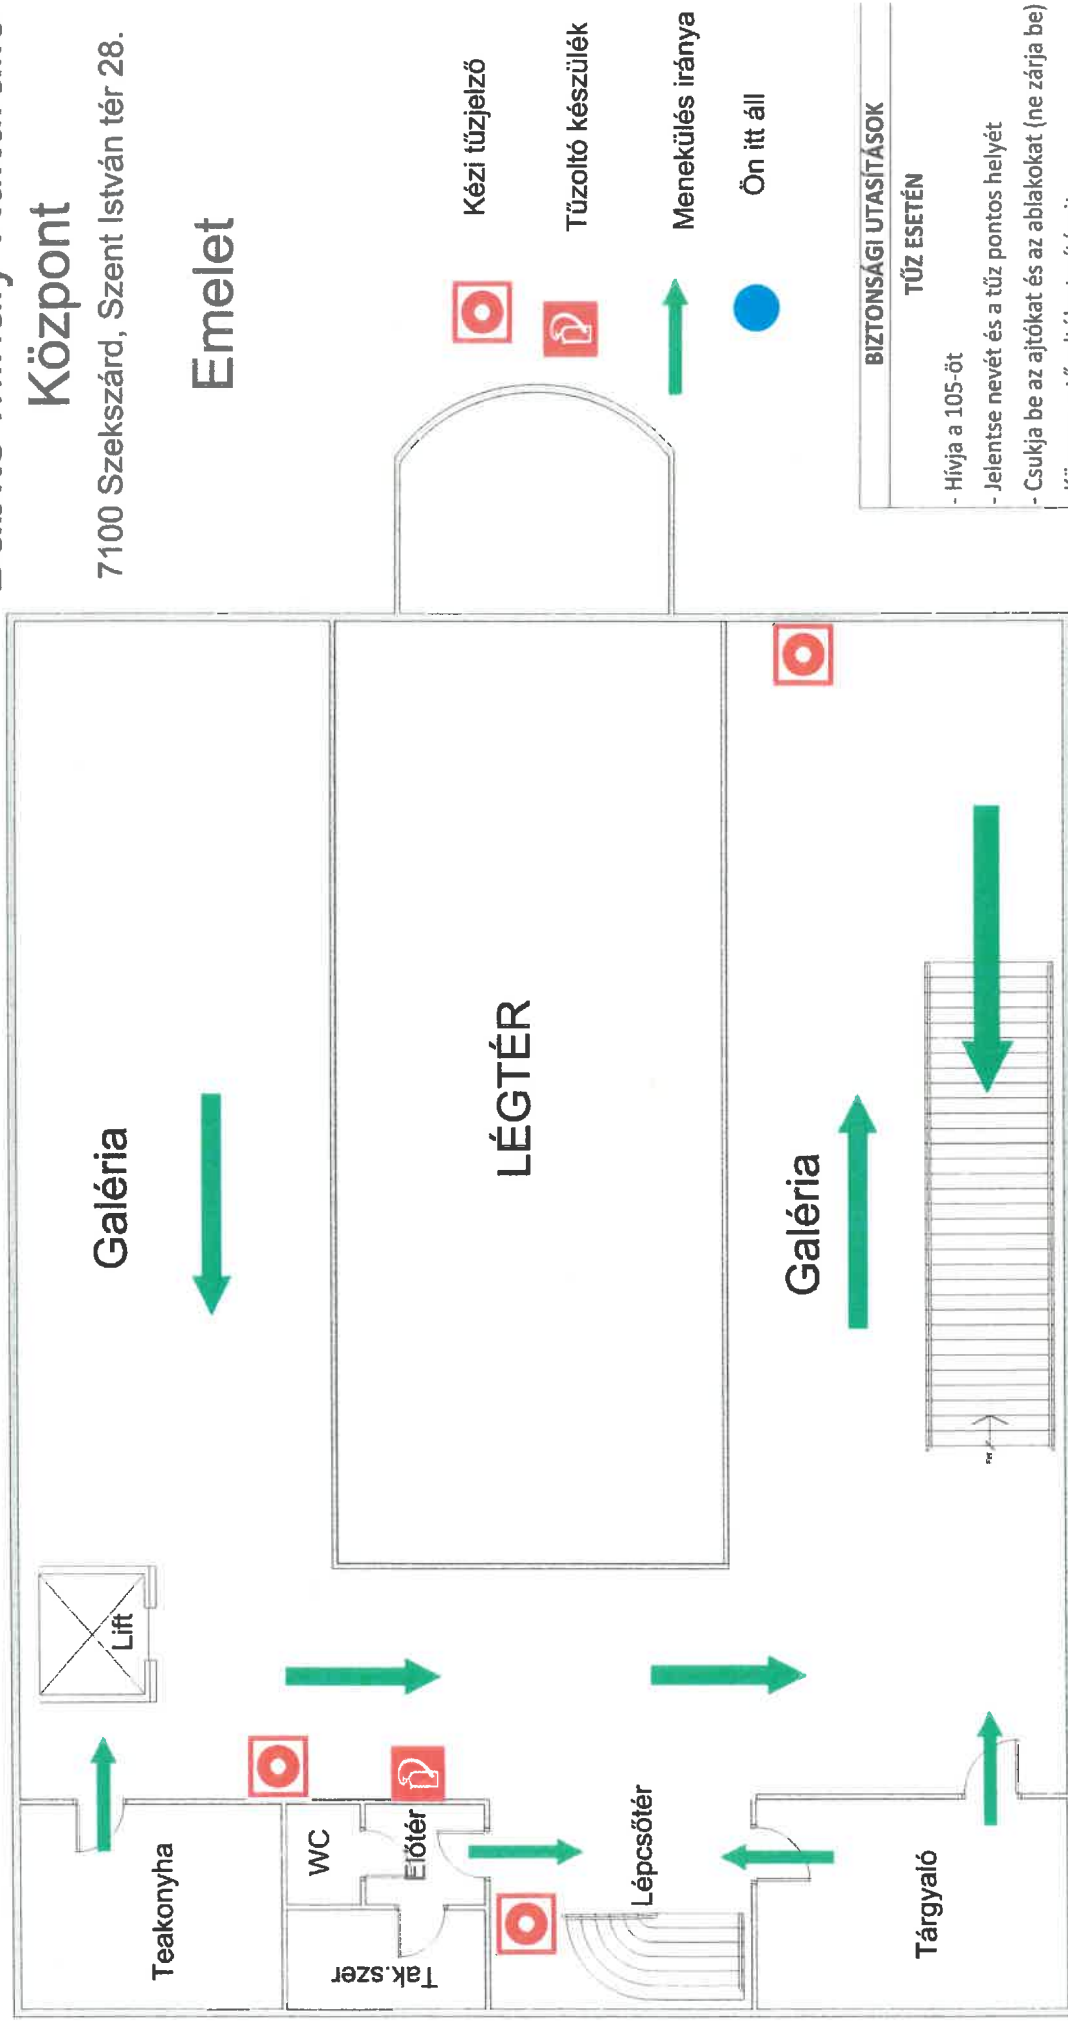 Központ
7100 Szekszárd, Szent István tér 28.
Emelet
Kézi tűzjelző
Tűzoltó készülék
Menekülés iránya
Ön itt áll
BIZTONSÁGI UTASÍTÁSOK
TŰZ ESETÉN
- Hívja a 105-öt
- Jelentse nevét és a tűz pontos helyét
- Csukja be az ajtókat és az ablakokat (ne zárja be)
Galéria
LÉGTÉR
Galéria
Lift
Teakonyha
WC
Előtér
Tak.szer
Lépcsőtér
Tárgyaló